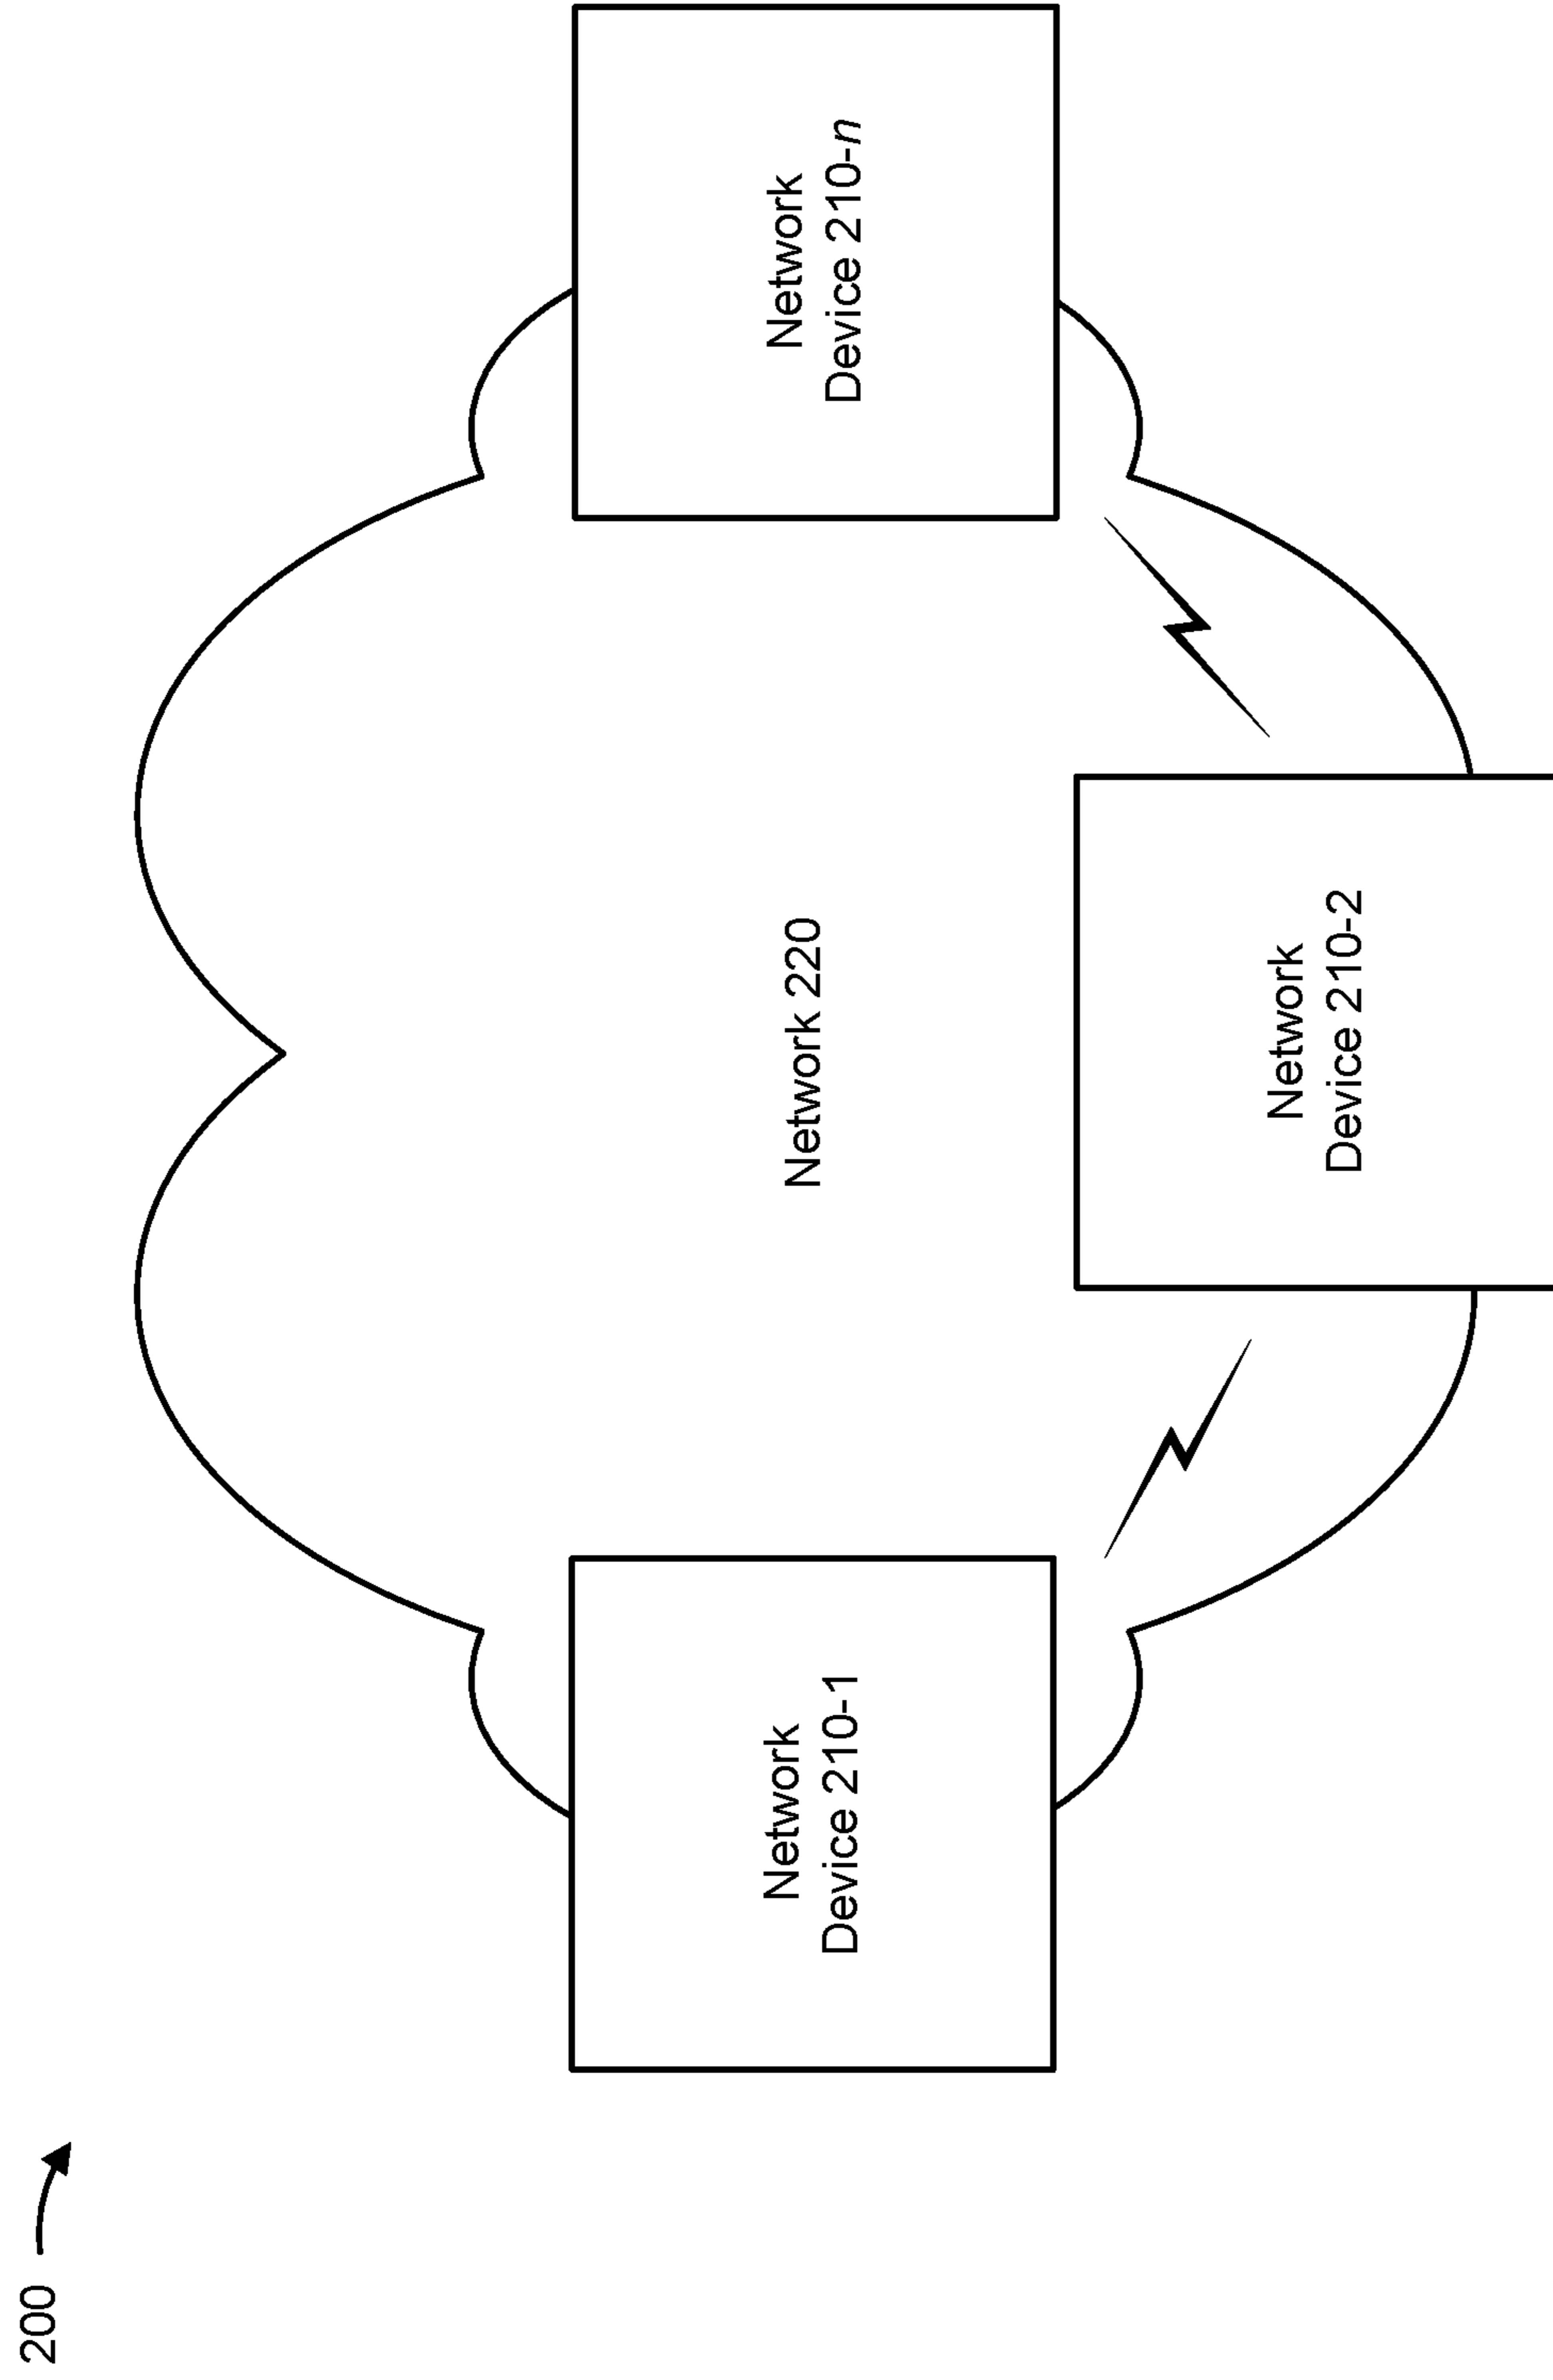 200
Network
Device 210-1
Network 220
Network
Device 210-n
Network
Device 210-2